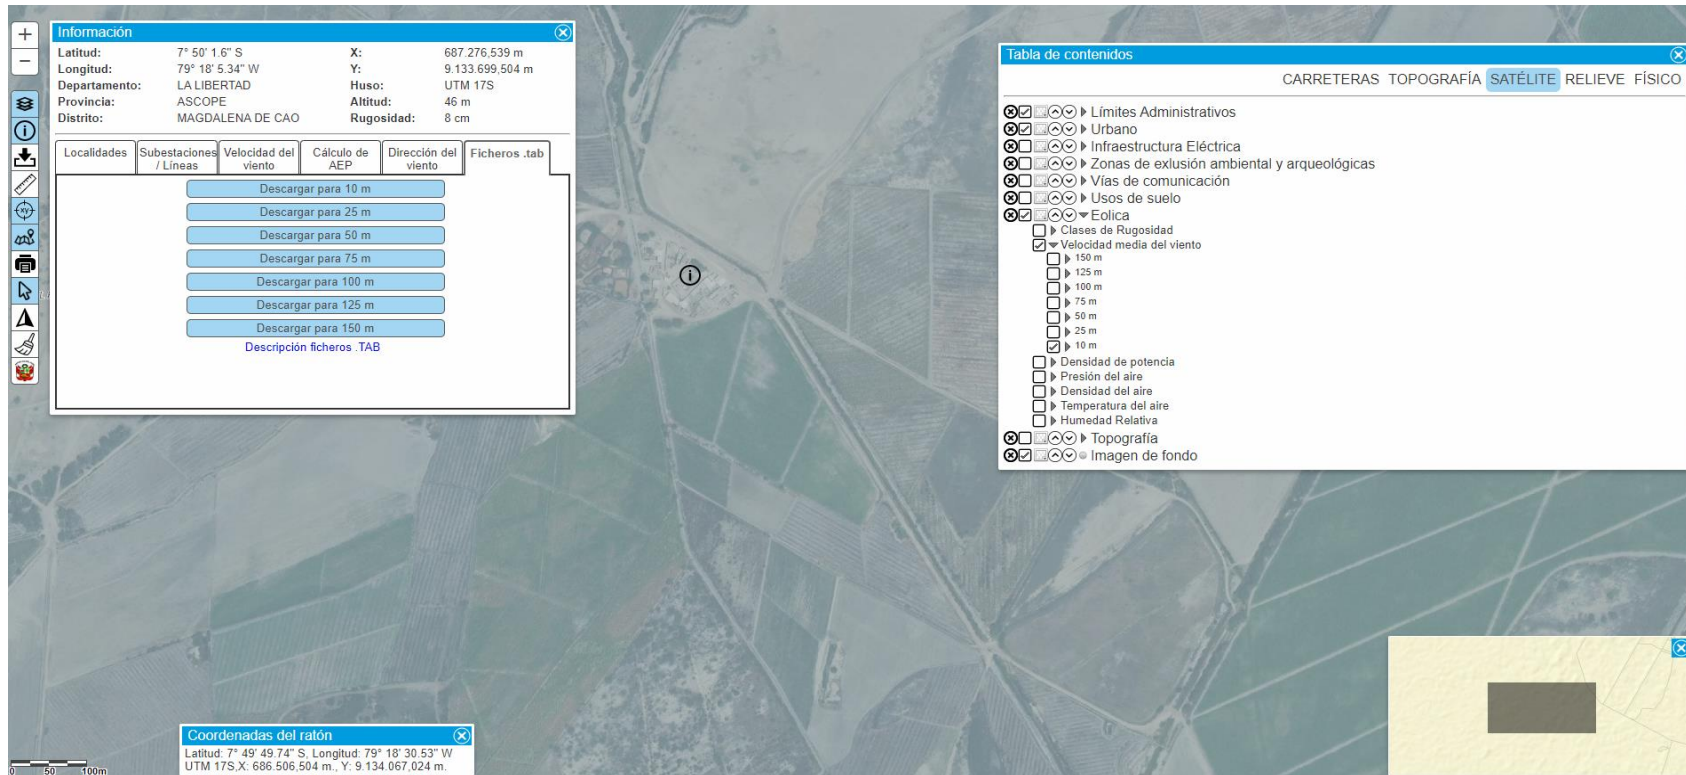 Información
Latitud: 7° 50' 1.6" S X: 687.276,539 m
Longitud: 79° 18' 5.34" W Y: 9.133.699,504 m
Departamento: LA LIBERTAD Huso: UTM 17S
Provincia: ASCOPE Altitud: 46 m
Distrito: MAGDALENA DE CAO Rugosidad: 8 cm
Localidades
Subestaciones / Líneas
Velocidad del viento
Cálculo de AEP
Dirección del viento
Ficheros .tab
Descargar para 10 m
Descargar para 25 m
Descargar para 50 m
Descargar para 75 m
Descargar para 100 m
Descargar para 125 m
Descargar para 150 m
Descripción ficheros .TAB
Tabla de contenidos
CARRETERAS TOPOGRAFÍA SATÉLITE RELIEVE FÍSICO
Límites Administrativos
Urbano
Infraestructura Eléctrica
Zonas de exlusión ambiental y arqueológicas
Vías de comunicación
Usos de suelo
Eolica
Clases de Rugosidad
Velocidad media del viento
150 m
125 m
100 m
75 m
50 m
25 m
10 m
Densidad de potencia
Presión del aire
Densidad del aire
Temperatura del aire
Humedad Relativa
Topografía
Imagen de fondo
Coordenadas del ratón
Latitud: 7° 49' 49.74" S, Longitud: 79° 18' 30.53" W
UTM 17S,X: 686.506,504 m., Y: 9.134.067,024 m.
0 50 100m